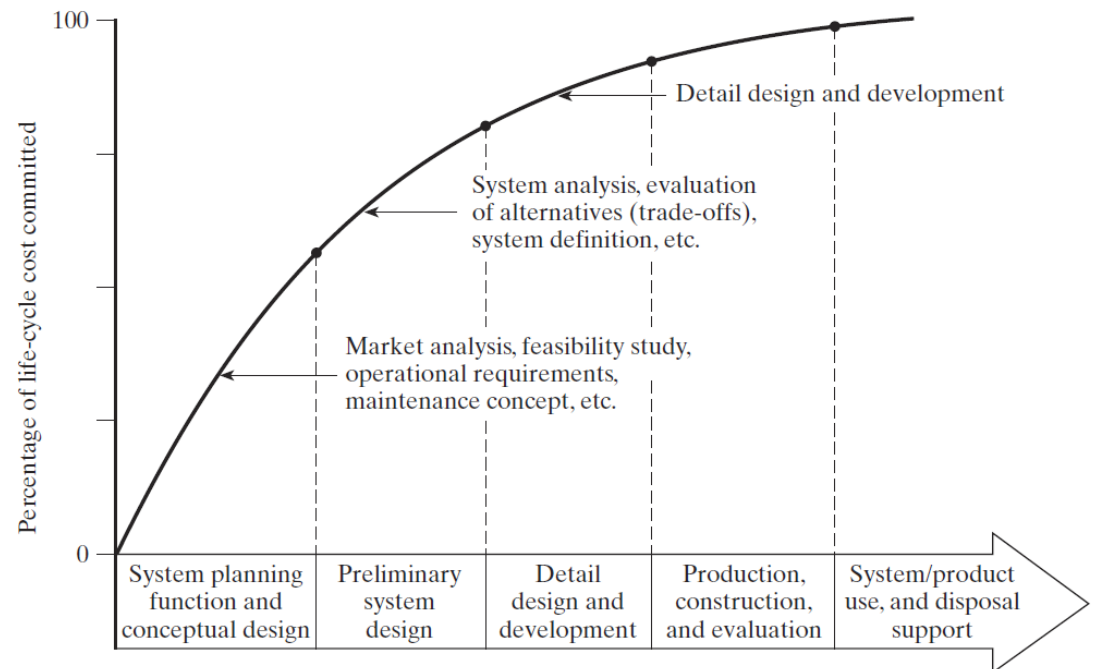 100
Percentage of life-cycle cost committed
Detail design and development
System analysis, evaluation
of alternatives (trade-offs),
system definition, etc.
Market analysis, feasibility study,
operational requirements,
maintenance concept, etc.
0
System planning
function and
conceptual design
Preliminary
system
design
Detail
design and
development
Production,
construction,
and evaluation
System/product
use, and disposal
support